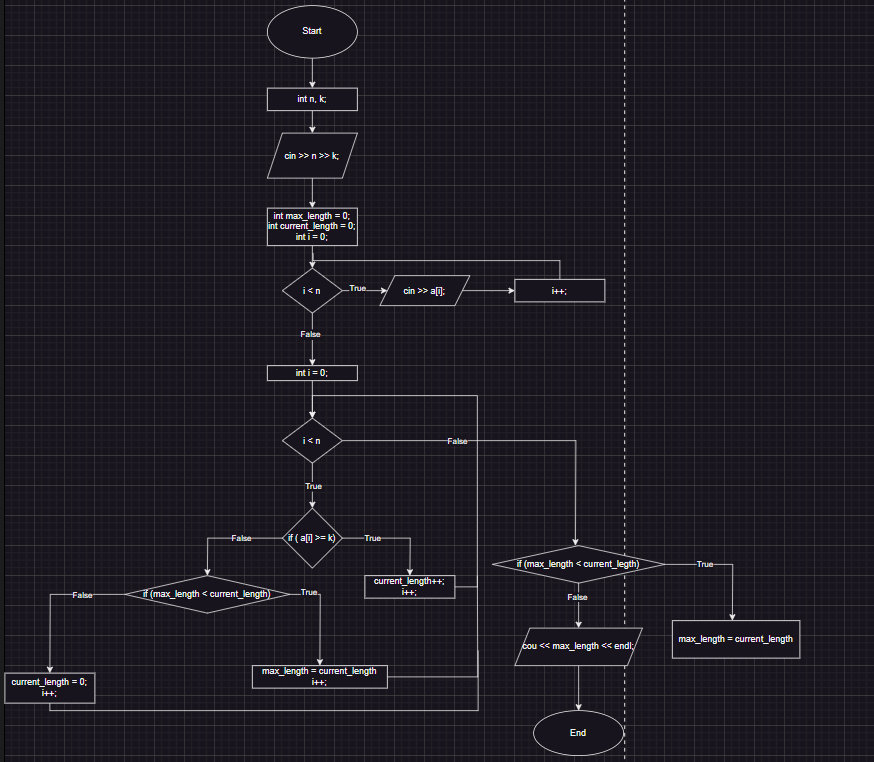 Start
int n, k;
cin >> n >> k;
int max_length = 0;
int current_length = 0;
int i = 0;
i < n
True
cin >> a[i];
i++;
False
int i = 0;
i < n
False
True
if ( a[i] >= k)
False
True
if (max_length < current_legth)
True
False
current_length++;
i++;
if (max_length < current_length)
False
True
cou << max_length << endl;
max_length = current_length
max_length = current_length
i++;
current_length = 0;
i++;
End